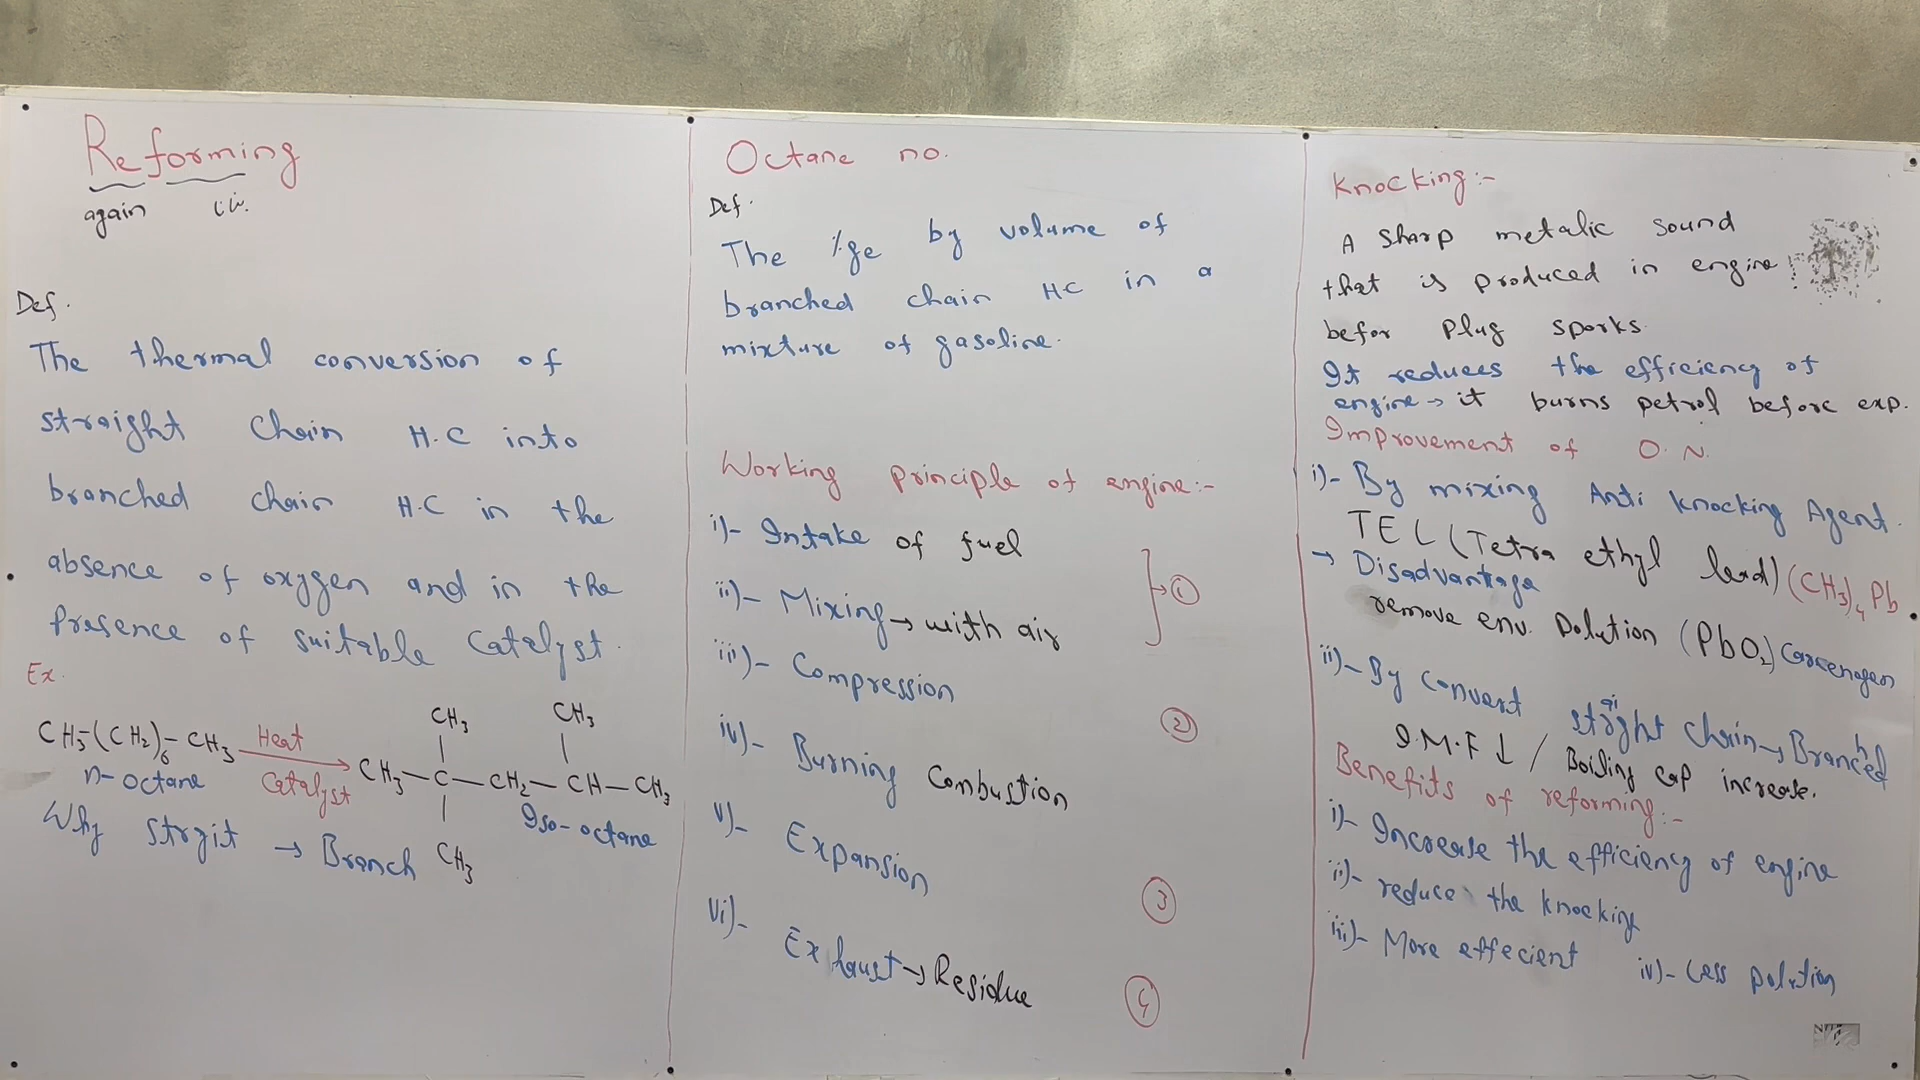 Reforming
again
Def.
The thermal conversion of
straight chain H.C into
branched chain H.C in the
absence of oxygen and in the
presence of suitable catalyst.
Ex.
CH3-(CH2)6-CH3 Heat Catalyst CH3-C-CH2-CH-CH3
CH3 CH3
CH3
n-octane Iso-octane
Why strgit → Branch
Octane no.
Def.
The %ge by volume of
branched chain HC in a
mixture of gasoline.
Working principle of engine:-
i)- Intake of fuel
ii)- Mixing → with air
→ 1
iii)- Compression
2
iv)- Burning Combustion
v)- Expansion
3
vi)- Exhaust → Residue
4
Knocking:-
A sharp metalic sound
that is produced in engine
befor plug sparks.
It reduces the efficiency of
engine → it burns petrol before exp.
Improvement of O.N.
i)- By mixing Anti knocking Agent.
TEL (Tetra ethyl lead) (CH3)4 Pb
→ Disadvantage
remove env. Polution (PbO2) Carcenogen
ii)- By convert straight chain → Branched
I.M.F ↓ / Boiling cap increase.
Benefits of reforming:-
i)- Increase the efficiency of engine
ii)- reduce the knocking
iii)- More effecient iv)- Less polution